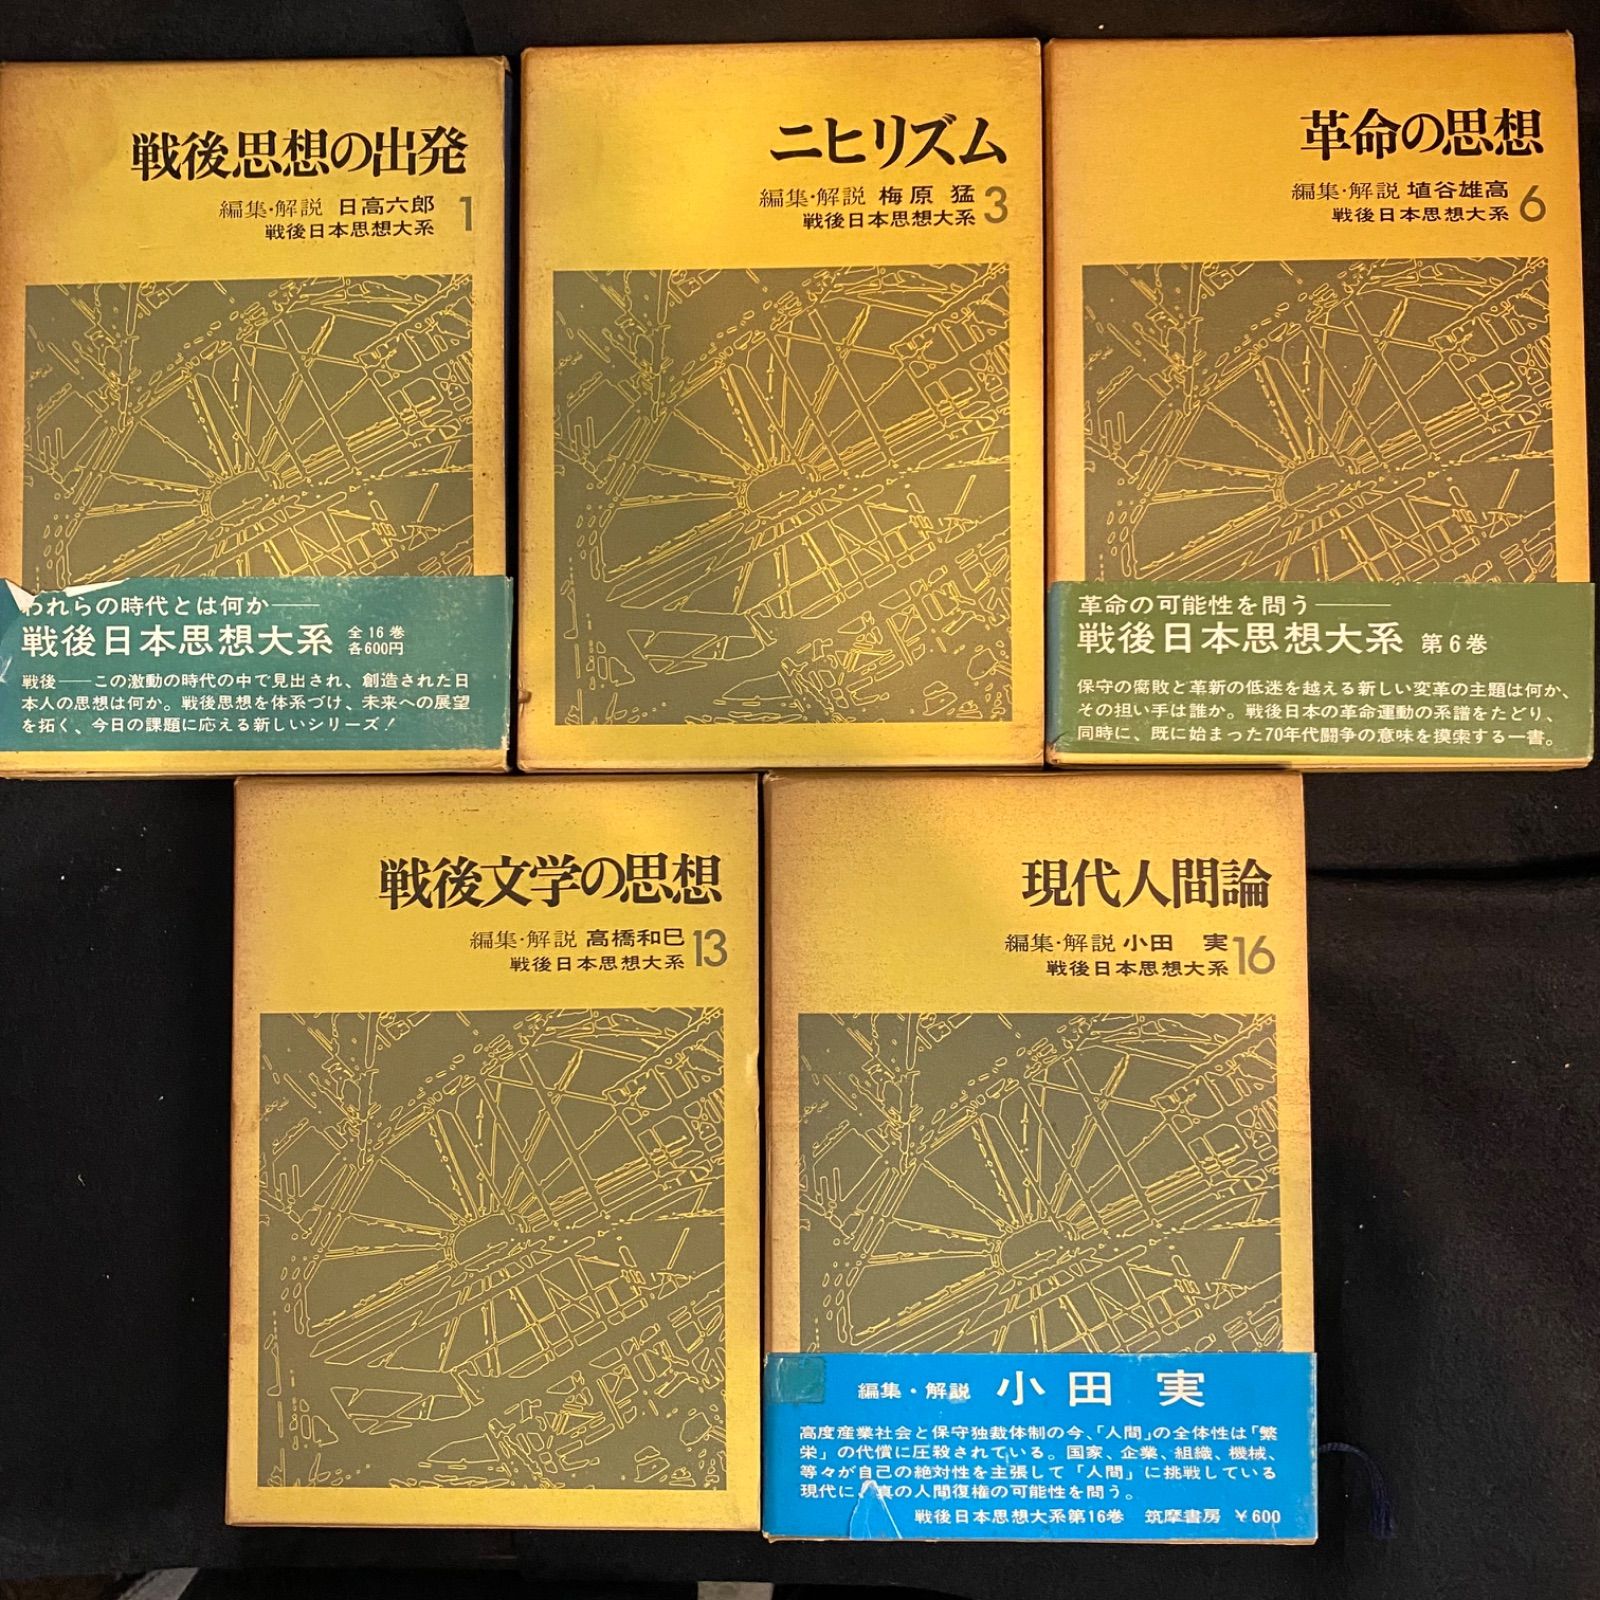 戦後思想の出発
編集・解説 日高六郎 1
戦後日本思想大系
われらの時代とは何か――
戦後日本思想大系 全16巻 各600円
戦後――この激動の時代の中で見出され、創造された日
本人の思想は何か。戦後思想を体系づけ、未来への展望
を拓く、今日の課題に応える新しいシリーズ!
ニヒリズム
編集・解説 梅原 猛 3
戦後日本思想大系
革命の思想
編集・解説 埴谷雄高 6
戦後日本思想大系
革命の可能性を問う――
戦後日本思想大系 第6巻
保守の腐敗と革新の低迷を越える新しい変革の主題は何か、
その担い手は誰か。戦後日本の革命運動の系譜をたどり、
同時に、既に始まった70年代闘争の意味を摸索する一書。
戦後文学の思想
編集・解説 高橋和巳 13
戦後日本思想大系
現代人間論
編集・解説 小田 実 16
戦後日本思想大系
編集・解説 小田 実
高度産業社会と保守独裁体制の今、「人間」の全体性は「繁
栄」の代償に圧殺されている。国家、企業、組織、機械、
等々が自己の絶対性を主張して「人間」に挑戦している
現代に、真の人間復権の可能性を問う。
戦後日本思想大系第16巻 筑摩書房 ￥600